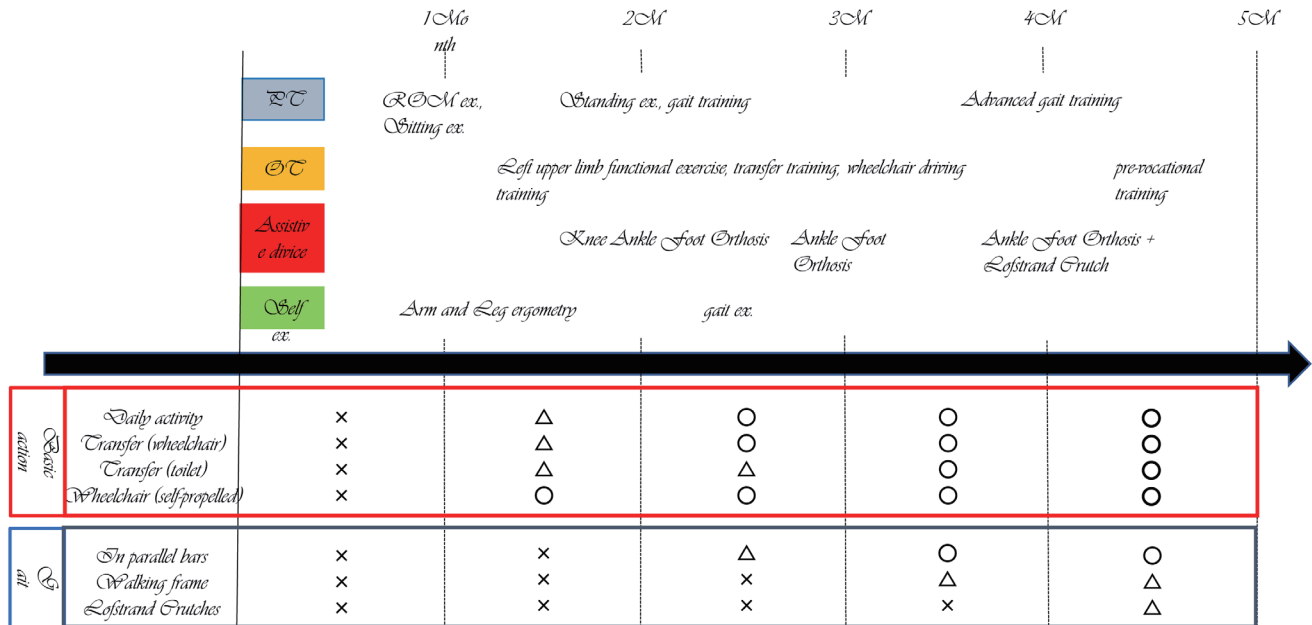 1Mo
nth
2M
3M
4M
5M
PT
ROM ex.,
Sitting ex.
Standing ex., gait training
Advanced gait training
OT
Left upper limb functional exercise, transfer training, wheelchair driving
training
pre-vocational
training
Assistiv
e divice
Knee Ankle Foot Orthosis
Ankle Foot
Orthosis
Ankle Foot Orthosis +
Lofstrand Crutch
Self
ex.
Arm and Leg ergometry
gait ex.
Basic
action
Daily activity × △ ○ ○ ○
Transfer (wheelchair) × △ ○ ○ ○
Transfer (toilet) × △ △ ○ ○
Wheelchair (self-propelled) × ○ ○ ○ ○
G
ait
In parallel bars × × △ ○ ○
Walking frame × × × △ △
Lofstrand Crutches × × × × △